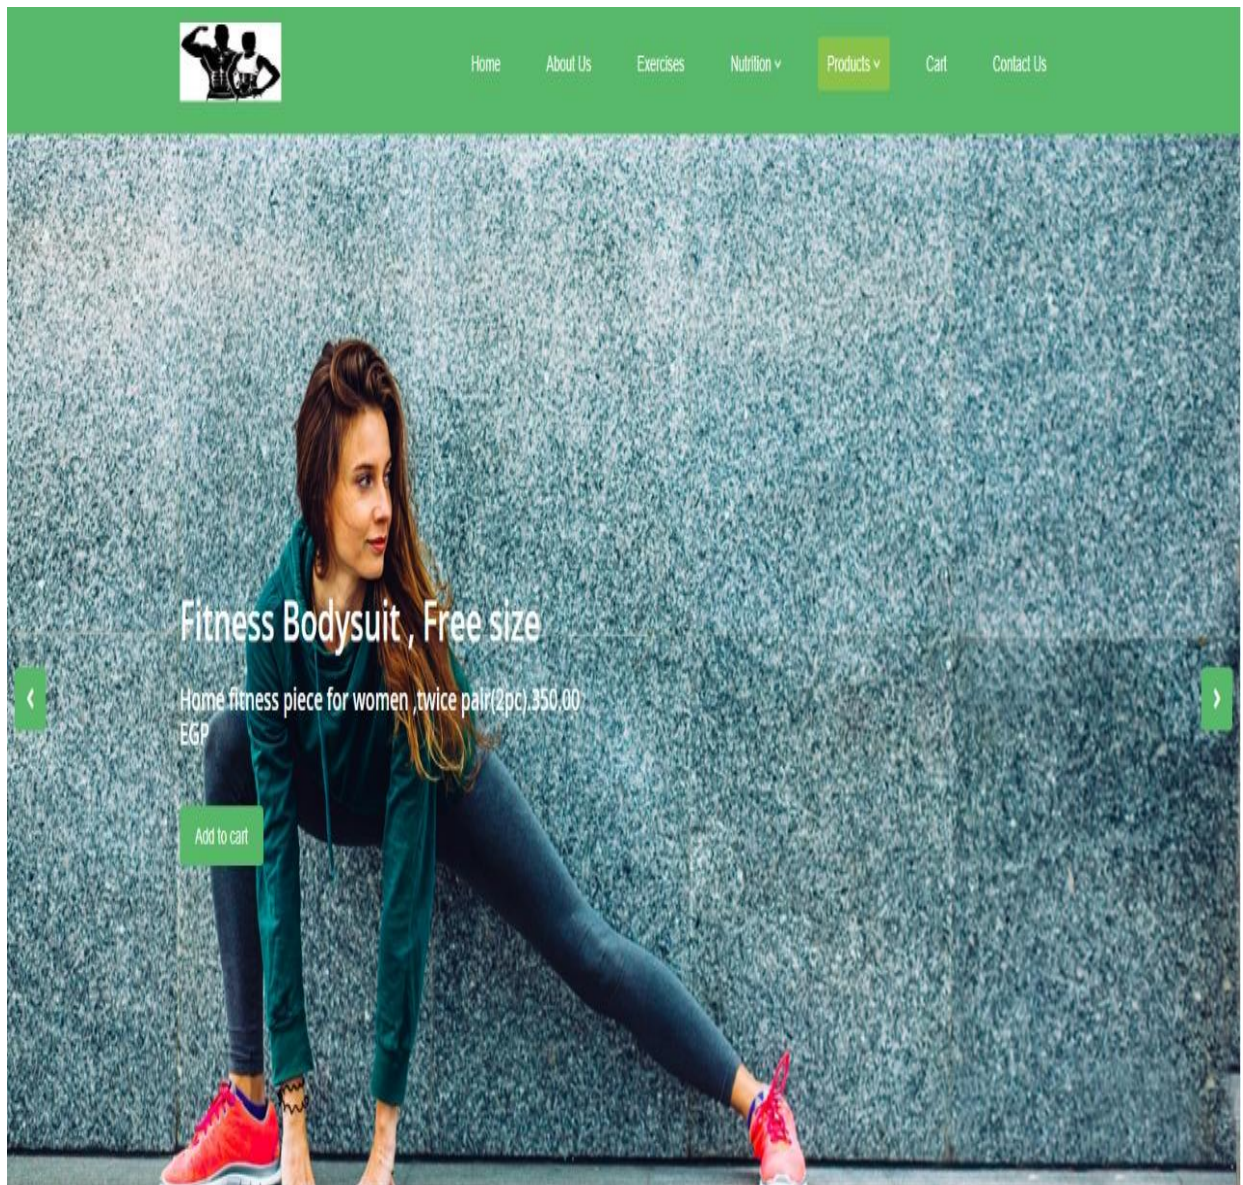 Home About Us Exercises Nutrition ˅ Products ˅ Cart Contact Us
Fitness Bodysuit , Free size
Home fitness piece for women ,twice pair(2pc).350.00
EGP
Add to cart